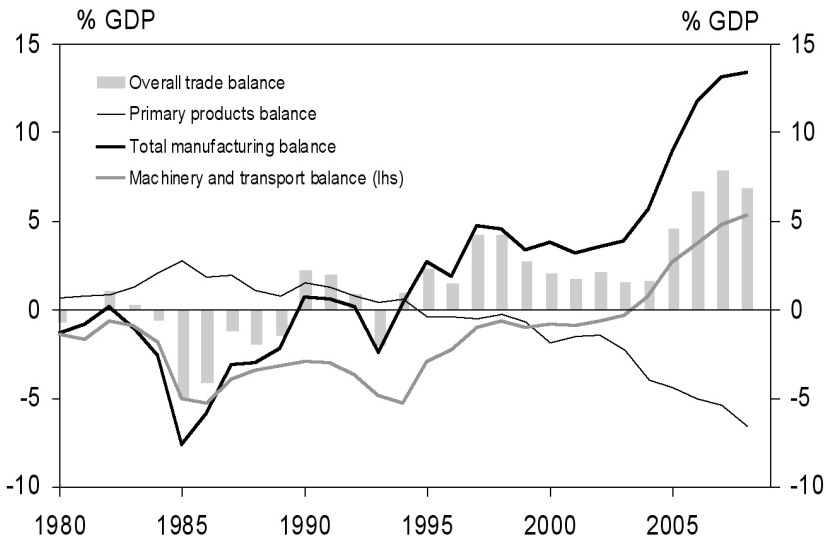 % GDP % GDP
15 15
Overall trade balance
Primary products balance
10 10
Total manufacturing balance
Machinery and transport balance (lhs)
5 5
0 0
-5 -5
-10 -10
1980 1985 1990 1995 2000 2005